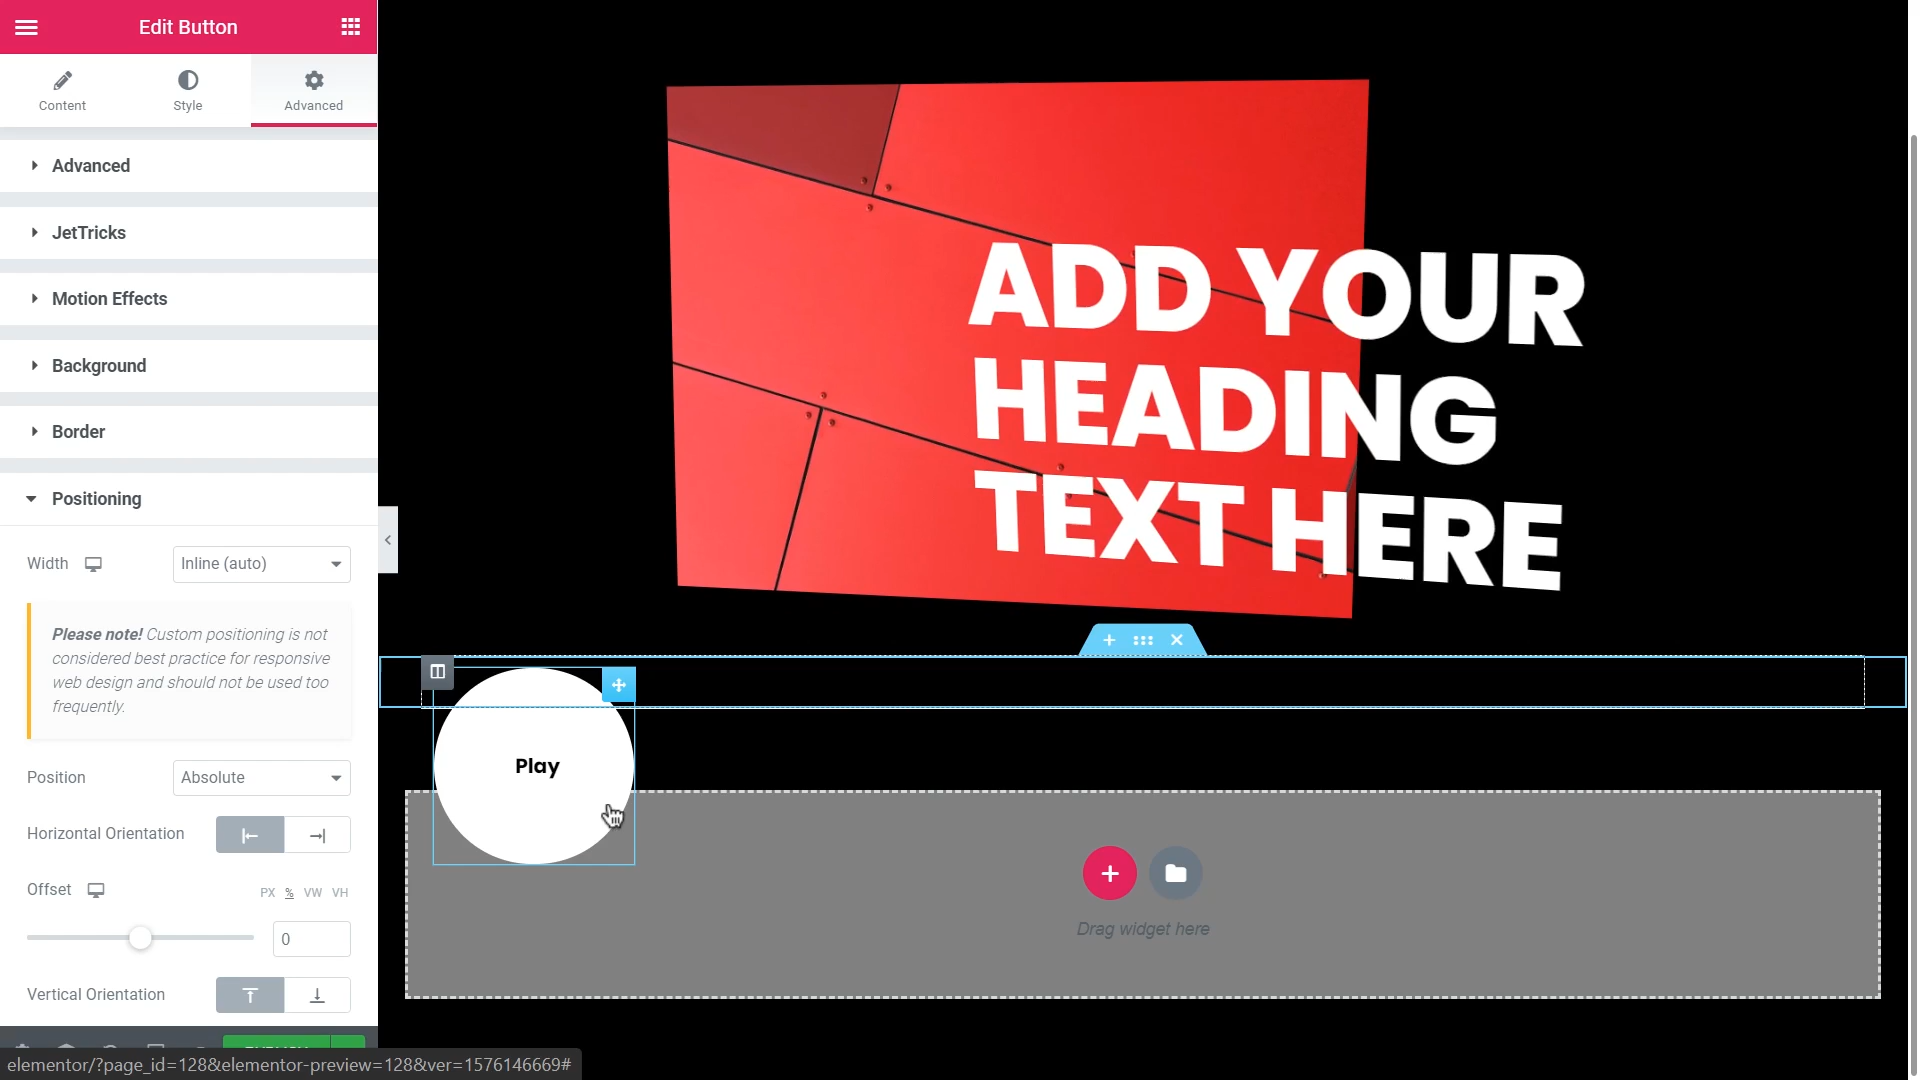 Edit Button
Content
Style
Advanced
Advanced
JetTricks
Motion Effects
Background
Border
Positioning
Width
Inline (auto)
Please note! Custom positioning is not
considered best practice for responsive
web design and should not be used too
frequently.
Position
Absolute
Horizontal Orientation
Offset
PX % VW VH
0
Vertical Orientation
elementor/?page_id=128&elementor-preview=128&ver=1576146669#
ADD YOUR
HEADING
TEXT HERE
Play
Drag widget here